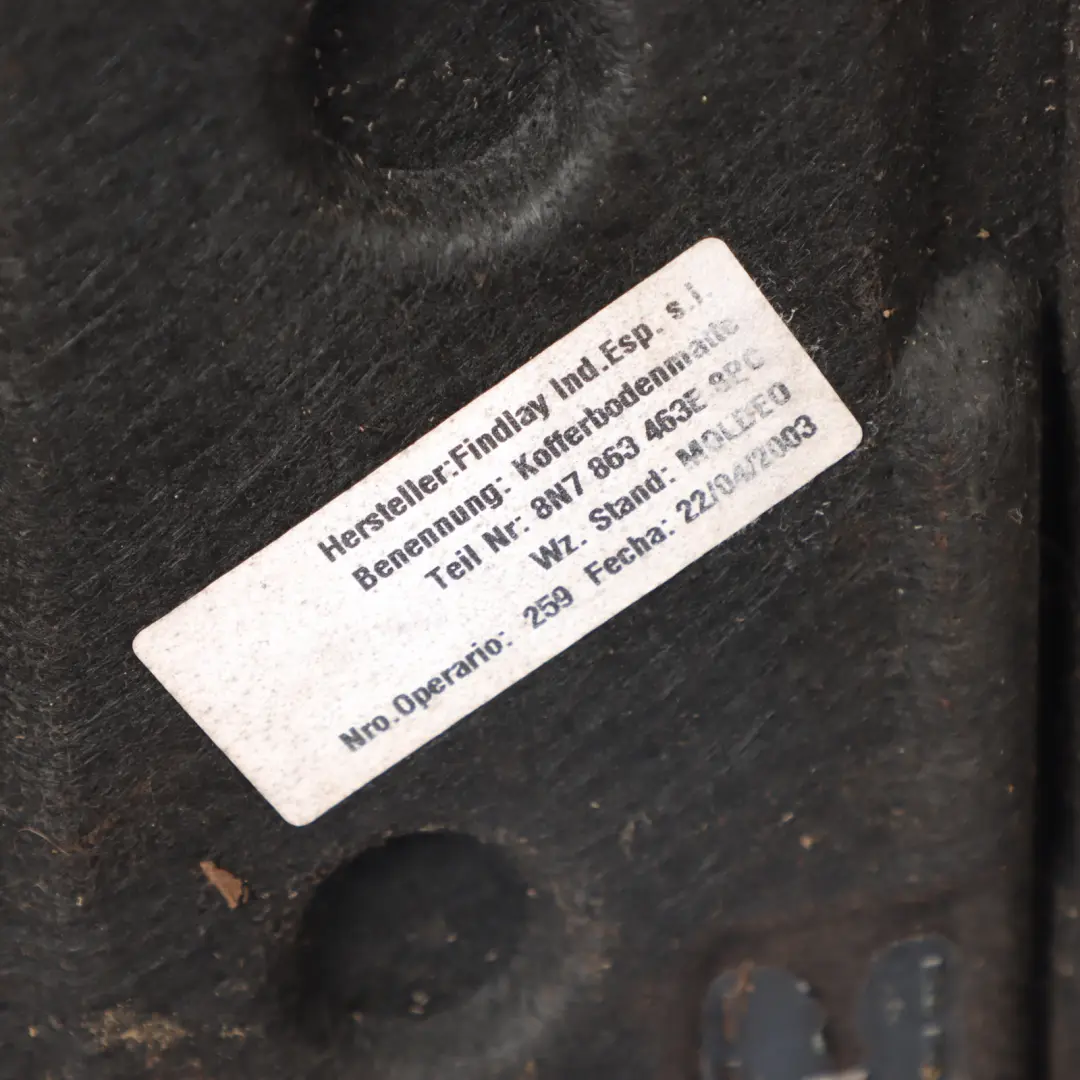 Hersteller:Findlay Ind.Esp. s.l.
Benennung: Kofferbodenmade
Teil Nr: 8N7 863 463E
Wz. Stand: MOLDEO
Nro.Operario: 259 Fecha: 22/04/2003